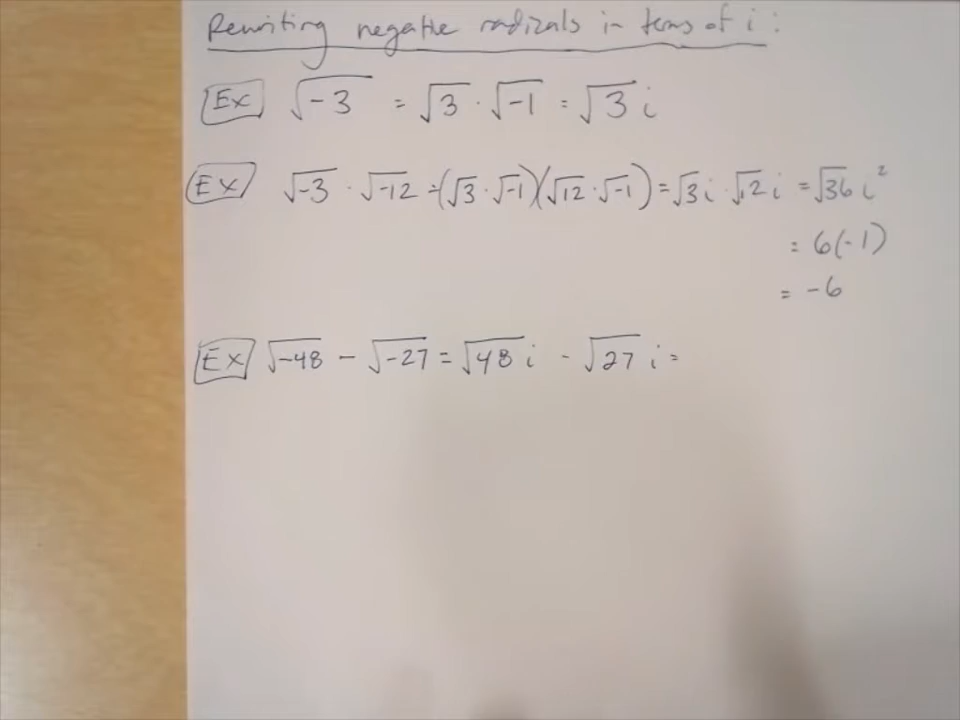 Rewriting negative radicals in terms of i :
Ex √-3 = √3 · √-1 = √3 i
Ex √-3 · √-12 = (√3 · √-1)(√12 · √-1) = √3 i · √12 i = √36 i²
= 6(-1)
= -6
Ex √-48 - √-27 = √48 i - √27 i =